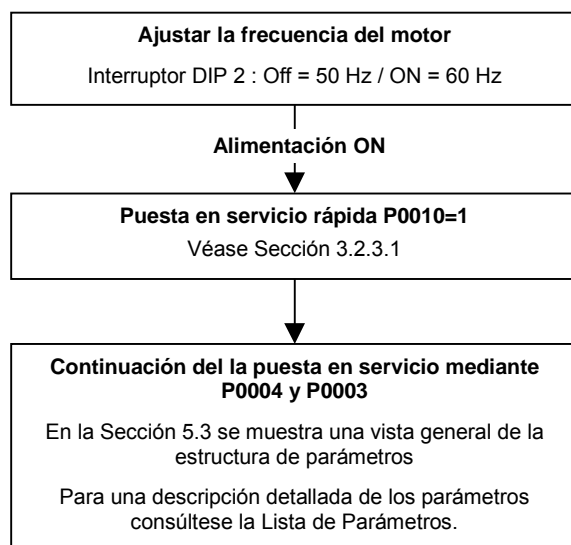 Ajustar la frecuencia del motor
Interruptor DIP 2 : Off = 50 Hz / ON = 60 Hz
Alimentación ON
Puesta en servicio rápida P0010=1
Véase Sección 3.2.3.1
Continuación del la puesta en servicio mediante
P0004 y P0003
En la Sección 5.3 se muestra una vista general de la
estructura de parámetros
Para una descripción detallada de los parámetros
consúltese la Lista de Parámetros.